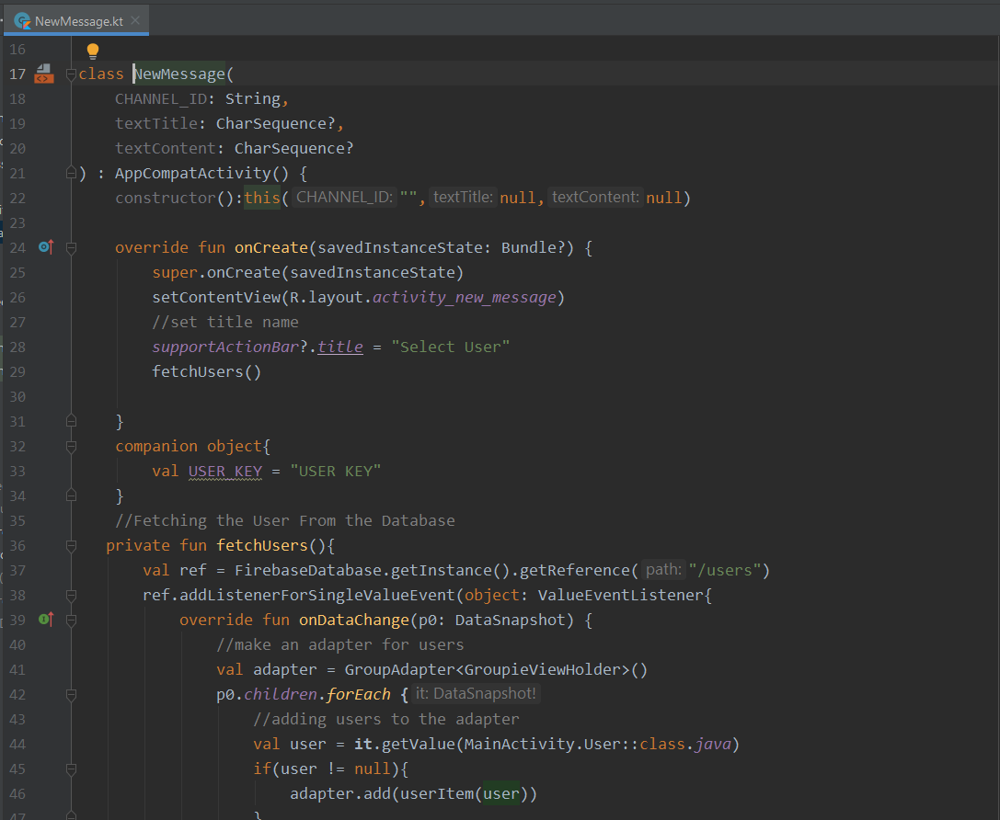 NewMessage.kt
16
17 class NewMessage(
18 CHANNEL_ID: String,
19 textTitle: CharSequence?,
20 textContent: CharSequence?
21 ) : AppCompatActivity() {
22 constructor():this( CHANNEL_ID: "", textTitle: null, textContent: null)
23
24 override fun onCreate(savedInstanceState: Bundle?) {
25 super.onCreate(savedInstanceState)
26 setContentView(R.layout.activity_new_message)
27 //set title name
28 supportActionBar?.title = "Select User"
29 fetchUsers()
30
31 }
32 companion object{
33 val USER_KEY = "USER KEY"
34 }
35 //Fetching the User From the Database
36 private fun fetchUsers(){
37 val ref = FirebaseDatabase.getInstance().getReference( path: "/users")
38 ref.addListenerForSingleValueEvent(object: ValueEventListener{
39 override fun onDataChange(p0: DataSnapshot) {
40 //make an adapter for users
41 val adapter = GroupAdapter<GroupieViewHolder>()
42 p0.children.forEach { it: DataSnapshot!
43 //adding users to the adapter
44 val user = it.getValue(MainActivity.User::class.java)
45 if(user != null){
46 adapter.add(userItem(user))
47 }